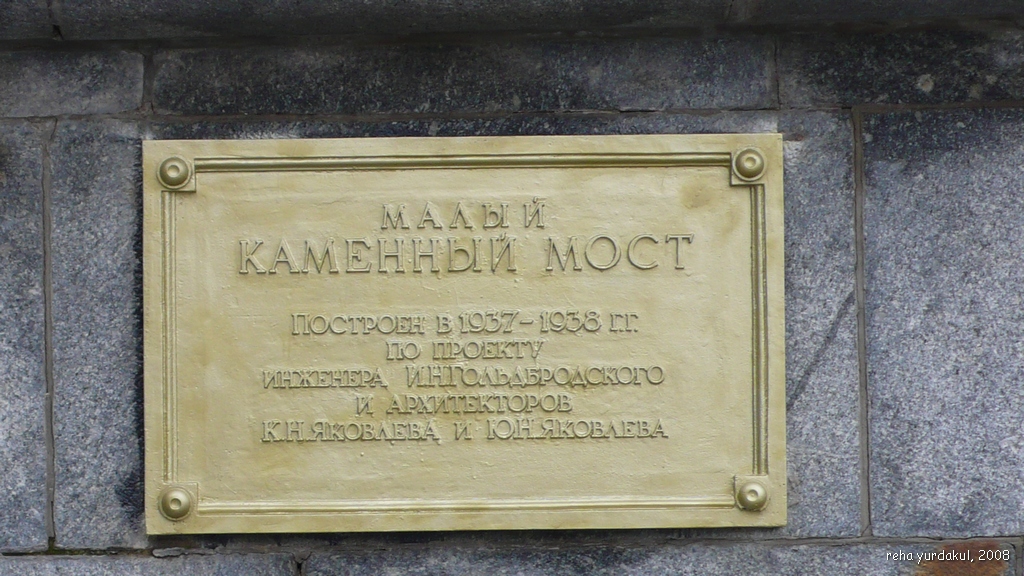 МАЛЫЙ
КАМЕННЫЙ МОСТ
ПОСТРОЕН В 1937-1938 ГГ.
ПО ПРОЕКТУ
ИНЖЕНЕРА И.Н.ГОЛЬДБРОДСКОГО
И АРХИТЕКТОРОВ
К.Н.ЯКОВЛЕВА И Ю.Н.ЯКОВЛЕВА
reha yurdakul, 2008